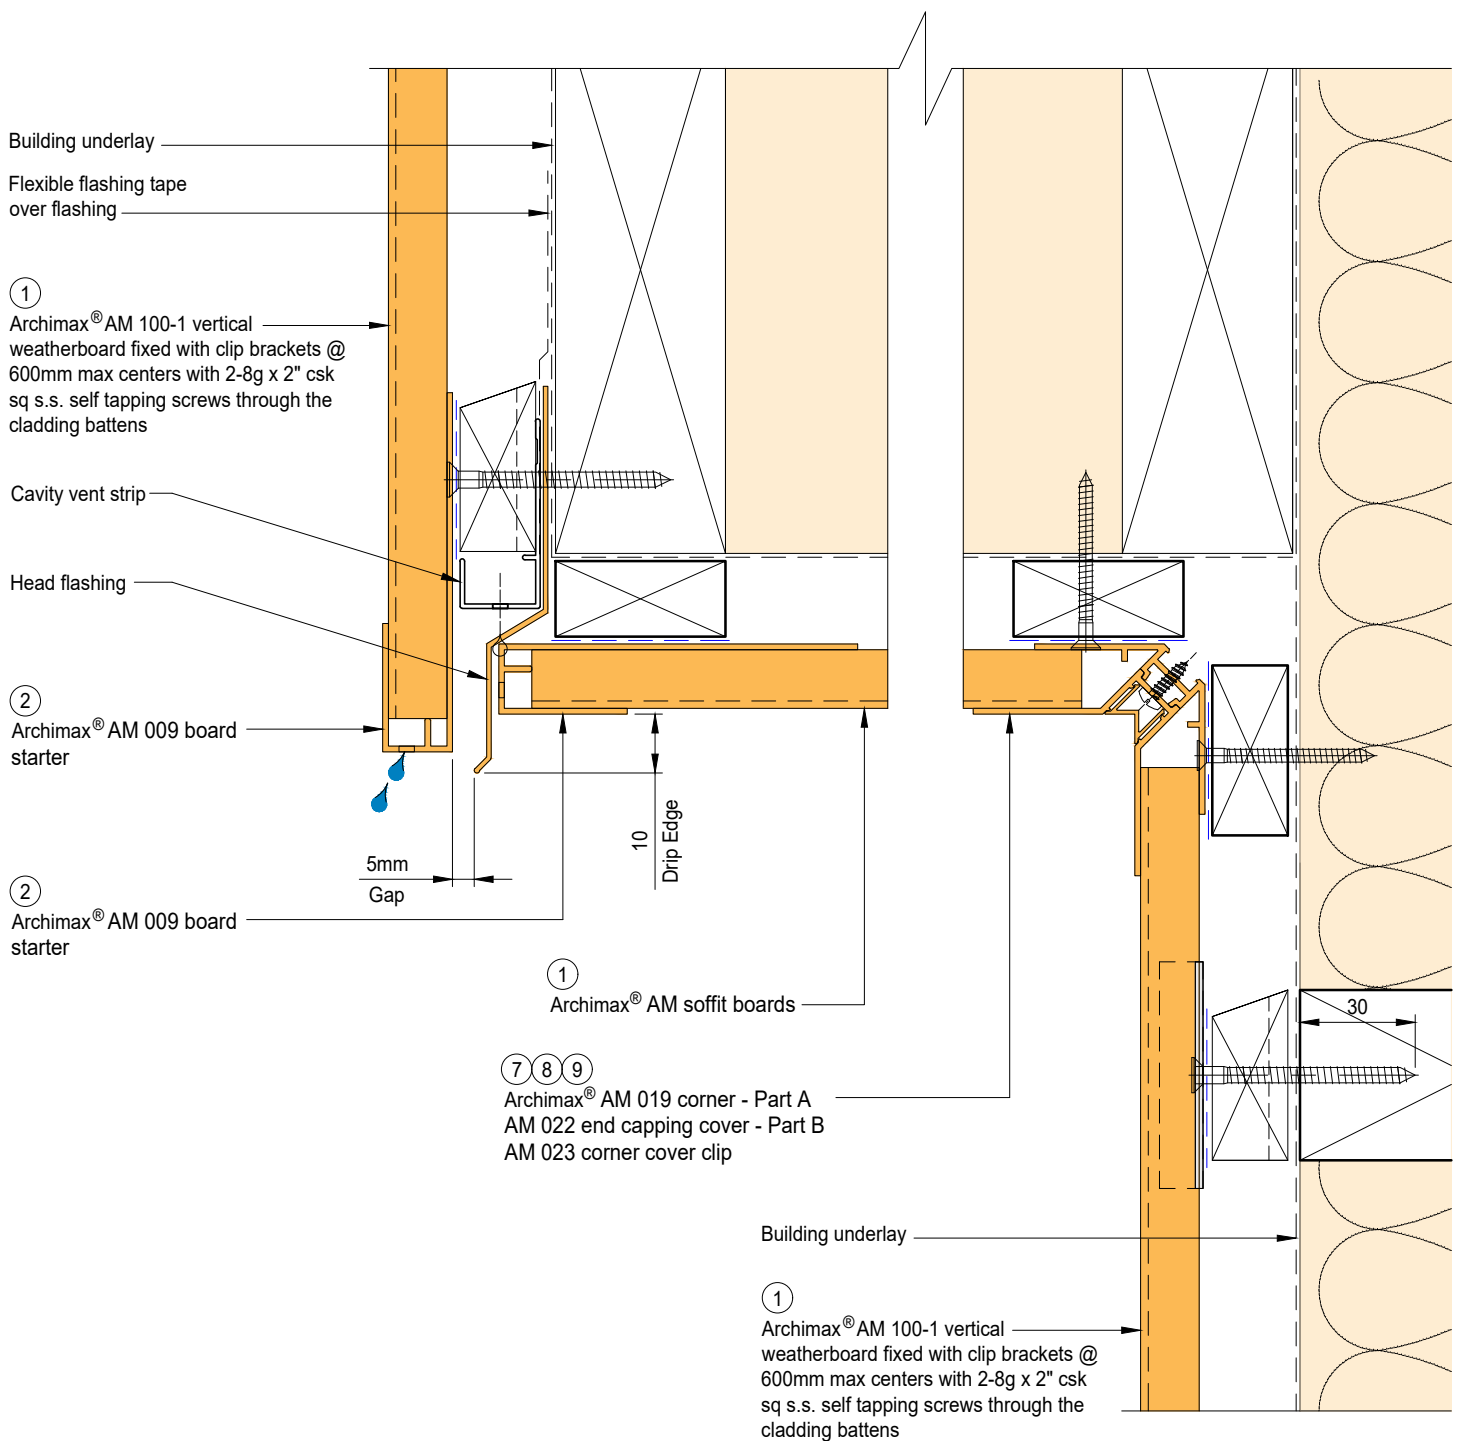 Building underlay
Flexible flashing tape
over flashing
1
Archimax® AM 100-1 vertical
weatherboard fixed with clip brackets @
600mm max centers with 2-8g x 2" csk
sq s.s. self tapping screws through the
cladding battens
Cavity vent strip
Head flashing
2
Archimax® AM 009 board
starter
5mm
Gap
10
Drip Edge
2
Archimax® AM 009 board
starter
1
Archimax® AM soffit boards
7 8 9
Archimax® AM 019 corner - Part A
AM 022 end capping cover - Part B
AM 023 corner cover clip
30
Building underlay
1
Archimax® AM 100-1 vertical
weatherboard fixed with clip brackets @
600mm max centers with 2-8g x 2" csk
sq s.s. self tapping screws through the
cladding battens